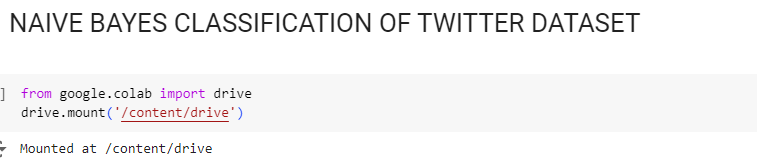 NAIVE BAYES CLASSIFICATION OF TWITTER DATASET
] from google.colab import drive
drive.mount('/content/drive')
Mounted at /content/drive